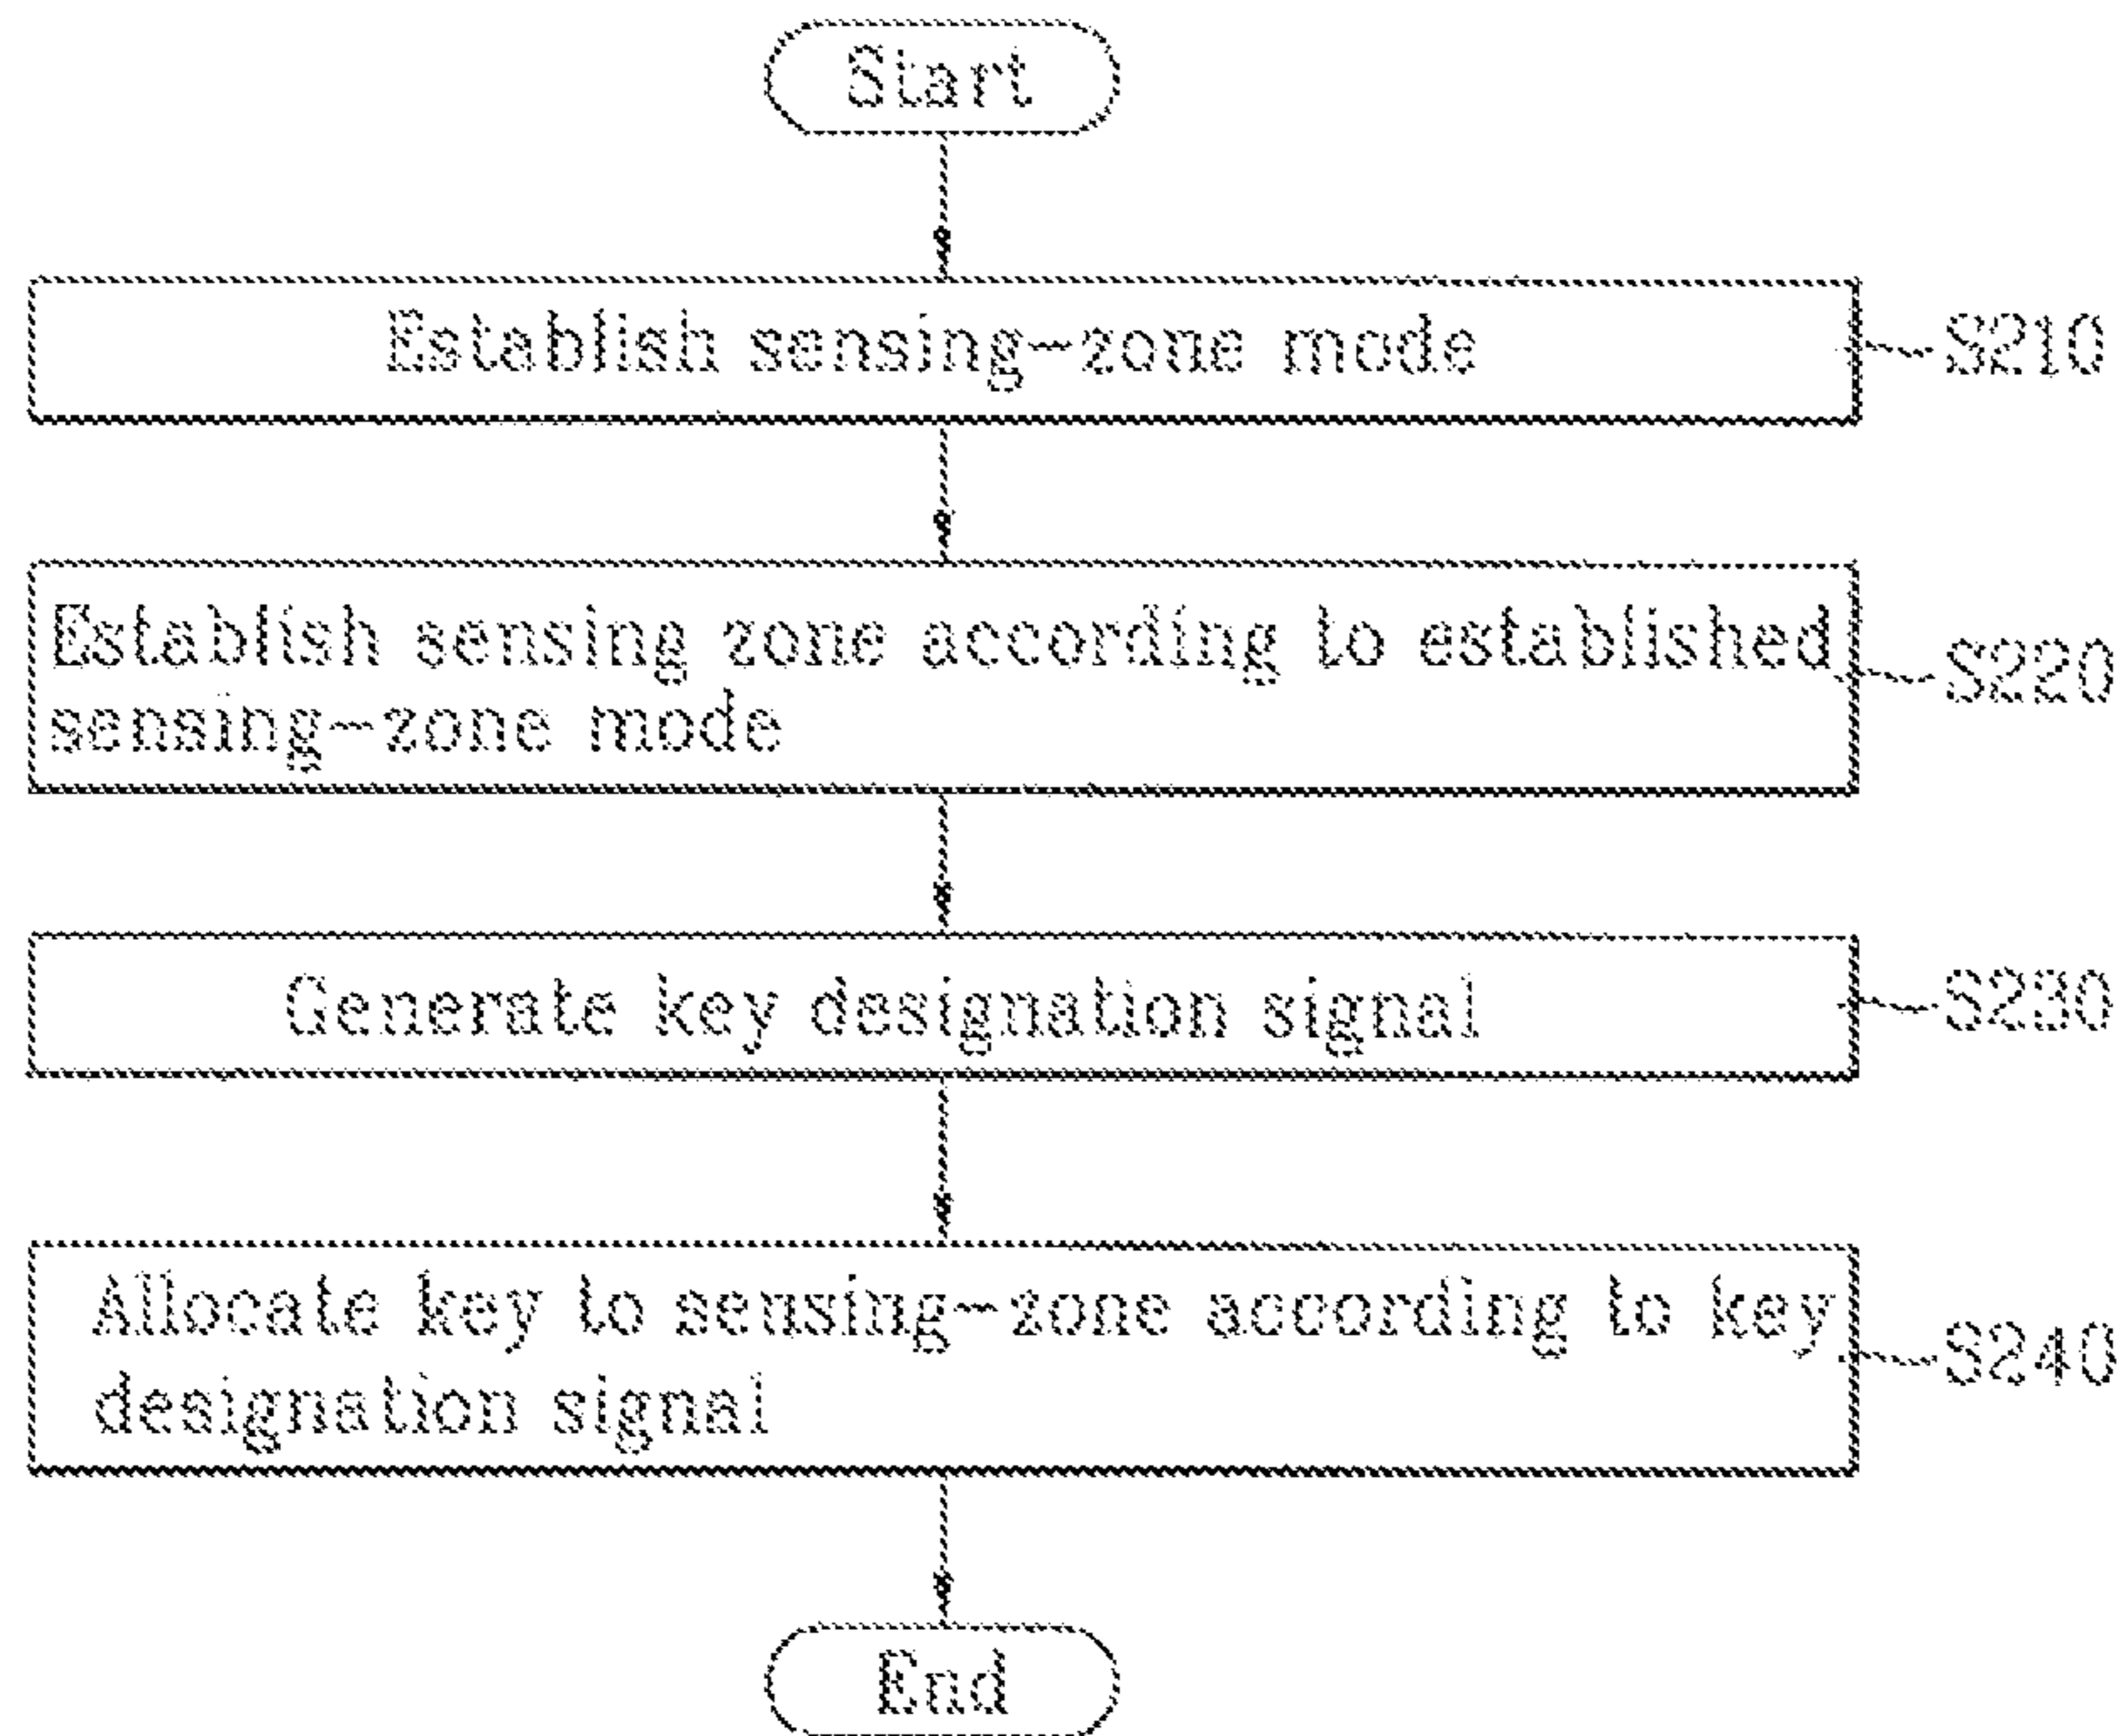 Start
Establish sensing-zone mode
S210
Establish sensing zone according to established
sensing-zone mode
S220
Generate key designation signal
S230
Allocate key to sensing-zone according to key
designation signal
S240
End